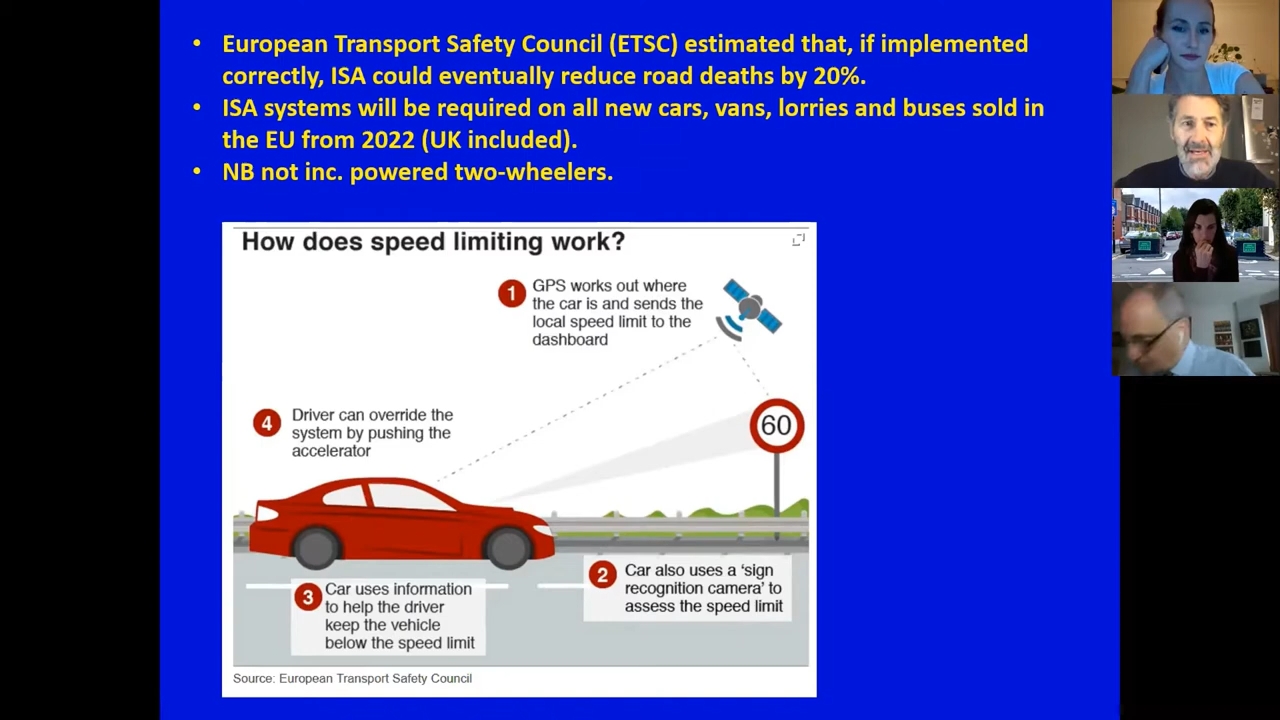 • European Transport Safety Council (ETSC) estimated that, if implemented
correctly, ISA could eventually reduce road deaths by 20%.
• ISA systems will be required on all new cars, vans, lorries and buses sold in
the EU from 2022 (UK included).
• NB not inc. powered two-wheelers.
How does speed limiting work?
1
GPS works out where
the car is and sends the
local speed limit to the
dashboard
4
Driver can override the
system by pushing the
accelerator
60
3
Car uses information
to help the driver
keep the vehicle
below the speed limit
2
Car also uses a ‘sign
recognition camera’ to
assess the speed limit
Source: European Transport Safety Council